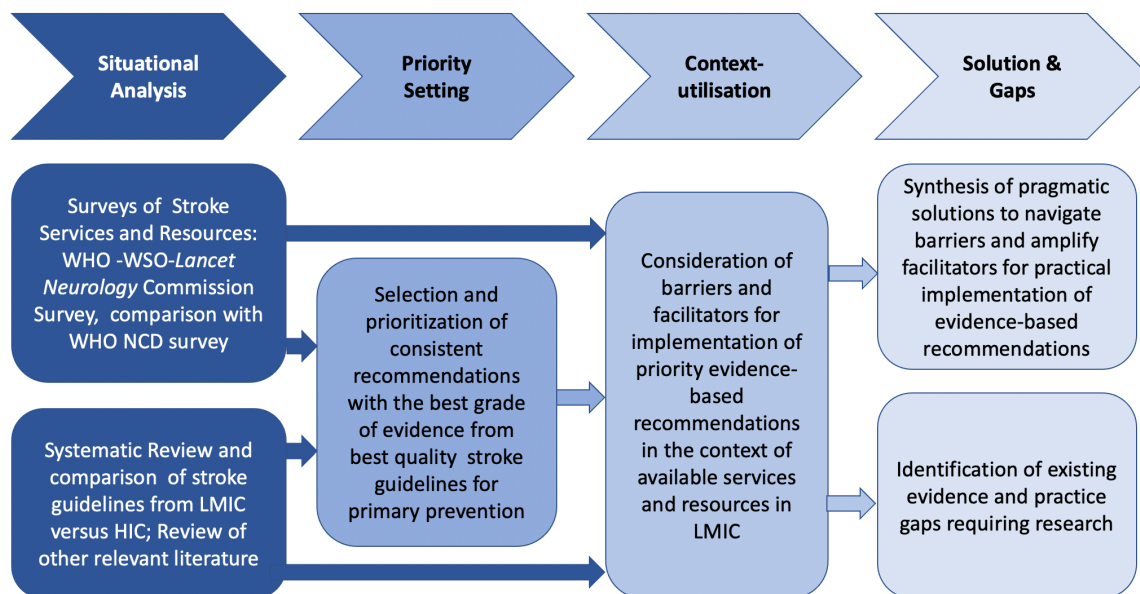 Situational
Analysis
Priority
Setting
Context-
utilisation
Solution &
Gaps
Surveys of Stroke
Services and Resources:
WHO -WSO-Lancet
Neurology Commission
Survey, comparison with
WHO NCD survey
Systematic Review and
comparison of stroke
guidelines from LMIC
versus HIC; Review of
other relevant literature
Selection and
prioritization of
consistent
recommendations
with the best grade
of evidence from
best quality stroke
guidelines for
primary prevention
Consideration of
barriers and
facilitators for
implementation of
priority evidence-
based
recommendations
in the context of
available services
and resources in
LMIC
Synthesis of pragmatic
solutions to navigate
barriers and amplify
facilitators for practical
implementation of
evidence-based
recommendations
Identification of existing
evidence and practice
gaps requiring research